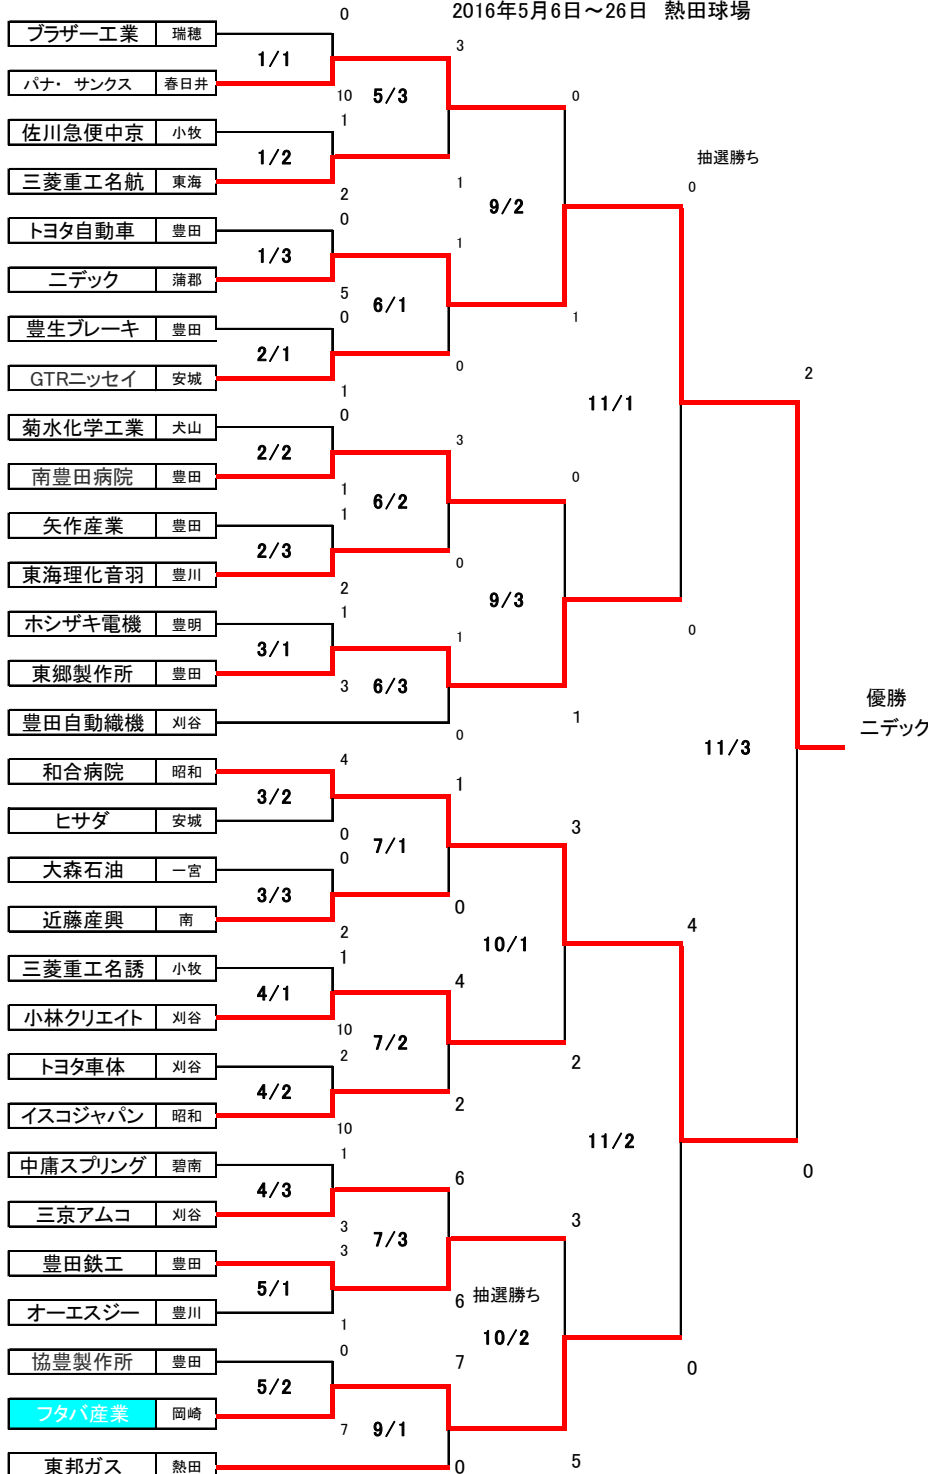 2016年5月6日～26日　熱田球場
0
ブラザー工業 瑞穂
3
1/1
パナ・ サンクス 春日井
10 5/3 0
1
佐川急便中京 小牧
1/2 抽選勝ち
三菱重工名航 東海 1 0
2 9/2
0
トヨタ自動車 豊田
1
1/3
ニデック 蒲郡
5 6/1
0 1
豊生ブレーキ 豊田
2/1 0 2
GTRニッセイ 安城
1 11/1
0
菊水化学工業 犬山
3
2/2
南豊田病院 豊田 0
1 6/2
1
矢作産業 豊田
2/3 0
東海理化音羽 豊川
2 9/3
1
ホシザキ電機 豊明 0
1
3/1
東郷製作所 豊田
3 6/3 優勝
1
豊田自動織機 刈谷 ニデック
0 11/3
4
和合病院 昭和
1
3/2
ヒサダ 安城 3
0 7/1
0
大森石油 一宮
3/3 0
近藤産興 南 4
2 10/1
1
三菱重工名誘 小牧
4
4/1
小林クリエイト 刈谷
10 7/2
2 2
トヨタ車体 刈谷
4/2 2
イスコジャパン 昭和
10 11/2
1
中庸スプリング 碧南 0
6
4/3
三京アムコ 刈谷 3
3 7/3
3
豊田鉄工 豊田
5/1 6 抽選勝ち
オーエスジー 豊川
1 10/2
0
協豊製作所 豊田 7 0
5/2
フタバ産業 岡崎
7 9/1
5
東邦ガス 熱田 0